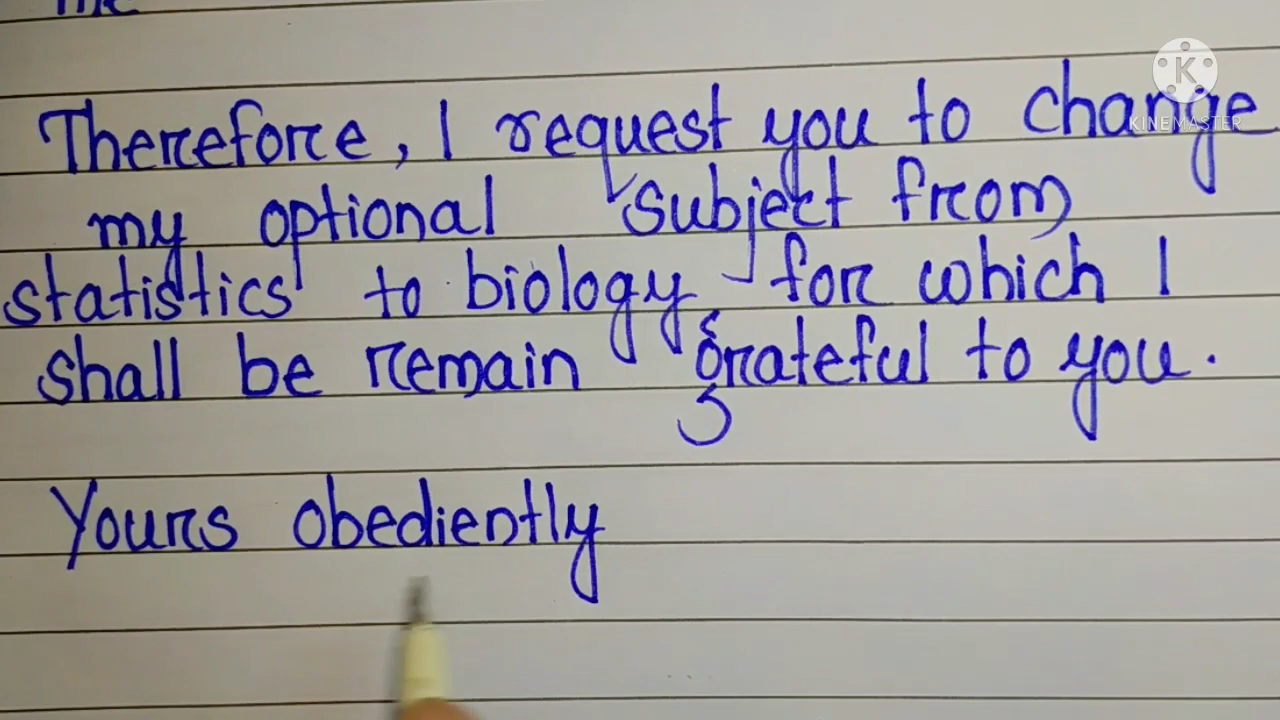 Therefore, I request you to change
my optional subject from
statistics to biology for which I
shall be remain grateful to you.
Yours obediently
KINEMASTER